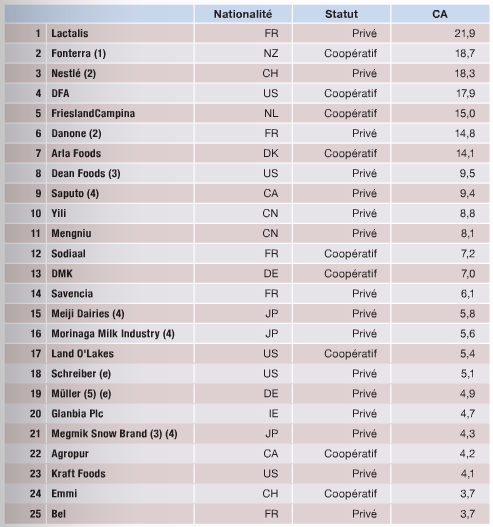 Nationalité Statut CA
1 Lactalis FR Privé 21,9
2 Fonterra (1) NZ Coopératif 18,7
3 Nestlé (2) CH Privé 18,3
4 DFA US Coopératif 17,9
5 FrieslandCampina NL Coopératif 15,0
6 Danone (2) FR Privé 14,8
7 Arla Foods DK Coopératif 14,1
8 Dean Foods (3) US Privé 9,5
9 Saputo (4) CA Privé 9,4
10 Yili CN Privé 8,8
11 Mengniu CN Privé 8,1
12 Sodiaal FR Coopératif 7,2
13 DMK DE Coopératif 7,0
14 Savencia FR Privé 6,1
15 Meiji Dairies (4) JP Privé 5,8
16 Morinaga Milk Industry (4) JP Privé 5,6
17 Land O'Lakes US Coopératif 5,4
18 Schreiber (e) US Privé 5,1
19 Müller (5) (e) DE Privé 4,9
20 Glanbia Plc IE Privé 4,7
21 Megmik Snow Brand (3) (4) JP Privé 4,3
22 Agropur CA Coopératif 4,2
23 Kraft Foods US Privé 4,1
24 Emmi CH Coopératif 3,7
25 Bel FR Privé 3,7